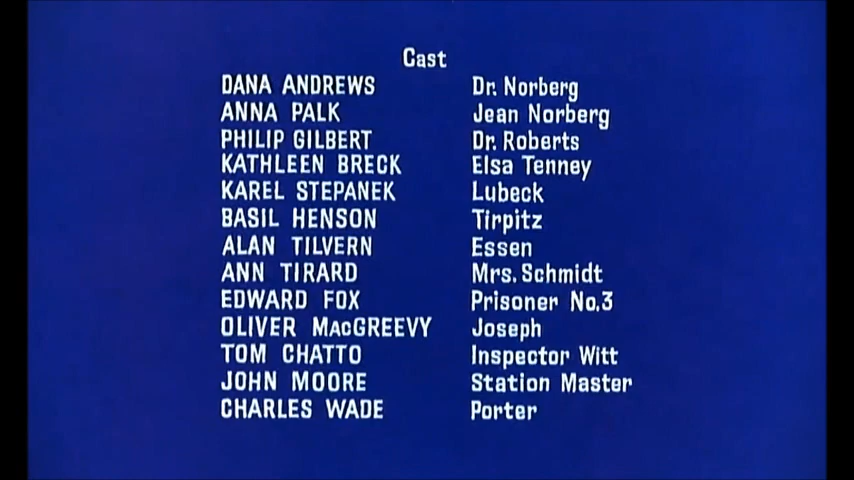 Cast
DANA ANDREWS Dr. Norberg
ANNA PALK Jean Norberg
PHILIP GILBERT Dr. Roberts
KATHLEEN BRECK Elsa Tenney
KAREL STEPANEK Lubeck
BASIL HENSON Tirpitz
ALAN TILVERN Essen
ANN TIRARD Mrs. Schmidt
EDWARD FOX Prisoner No.3
OLIVER MacGREEVY Joseph
TOM CHATTO Inspector Witt
JOHN MOORE Station Master
CHARLES WADE Porter